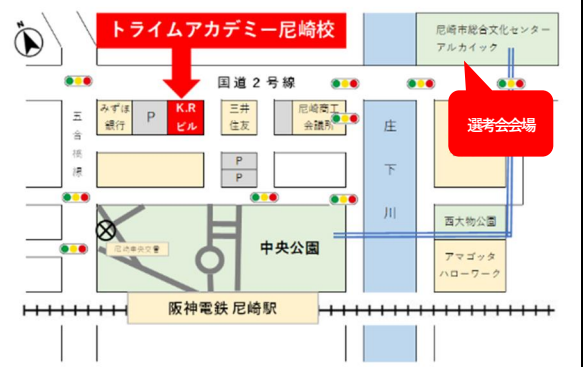 N
トライムアカデミー尼崎校
尼崎市総合文化センター
アルカイック
国道2号線
みずほ
銀行
P
K.R
ビル
三井
住友
尼崎商工
会議所
選考会会場
五合橋線
庄下川
P
P
中央公園
尼崎中央交番
西大物公園
アマゴッタ
ハローワーク
阪神電鉄 尼崎駅